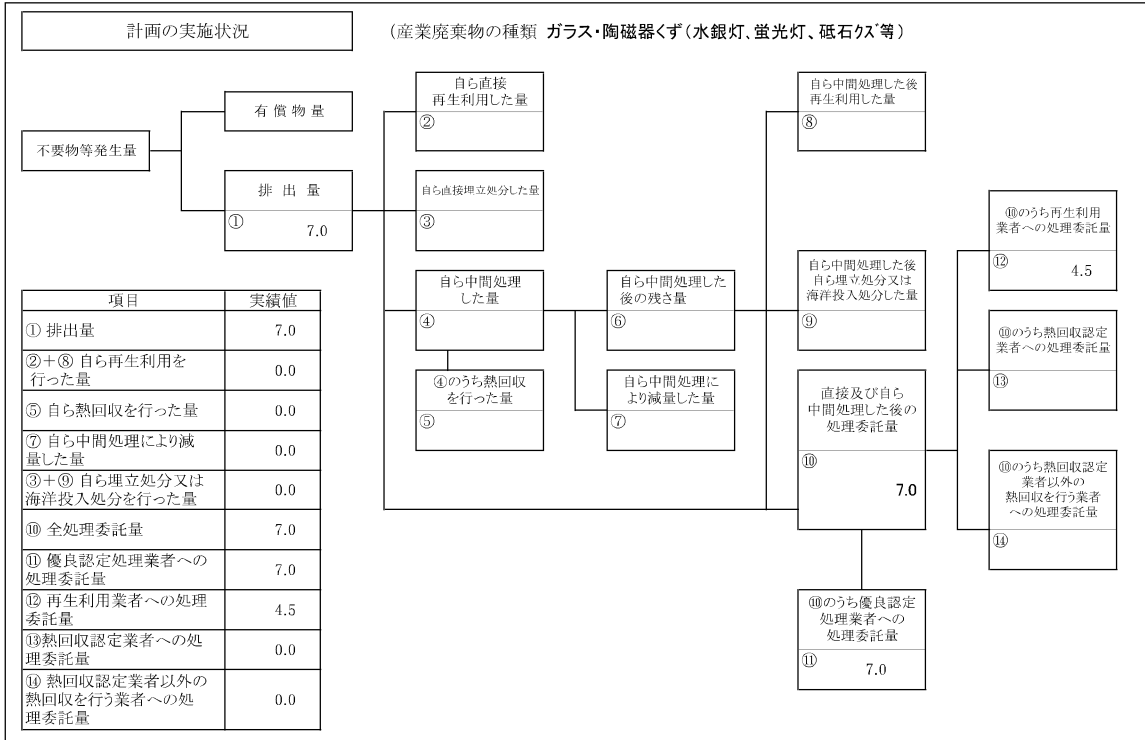 計画の実施状況
(産業廃棄物の種類 ガラス・陶磁器くず(水銀灯、蛍光灯、砥石クズ等)
不要物等発生量
有償物量
排出量
①
7.0
自ら直接
再生利用した量
②
自ら直接埋立処分した量
③
自ら中間処理
した量
④
④のうち熱回収
を行った量
⑤
自ら中間処理した
後の残さ量
⑥
自ら中間処理に
より減量した量
⑦
自ら中間処理した後
再生利用した量
⑧
自ら中間処理した後
自ら埋立処分又は
海洋投入処分した量
⑨
直接及び自ら
中間処理した後の
処理委託量
⑩
7.0
⑩のうち優良認定
処理業者への
処理委託量
⑪
7.0
⑩のうち再生利用
業者への処理委託量
⑫
4.5
⑩のうち熱回収認定
業者への処理委託量
⑬
⑩のうち熱回収認定
業者以外の
熱回収を行う業者
への処理委託量
⑭
項目 実績値
① 排出量 7.0
②+⑧ 自ら再生利用を
行った量 0.0
⑤ 自ら熱回収を行った量 0.0
⑦ 自ら中間処理により減
量した量 0.0
③+⑨ 自ら埋立処分又は
海洋投入処分を行った量 0.0
⑩ 全処理委託量 7.0
⑪ 優良認定処理業者への
処理委託量 7.0
⑫ 再生利用業者への処理
委託量 4.5
⑬熱回収認定業者への処
理委託量 0.0
⑭ 熱回収認定業者以外の
熱回収を行う業者への処
理委託量 0.0